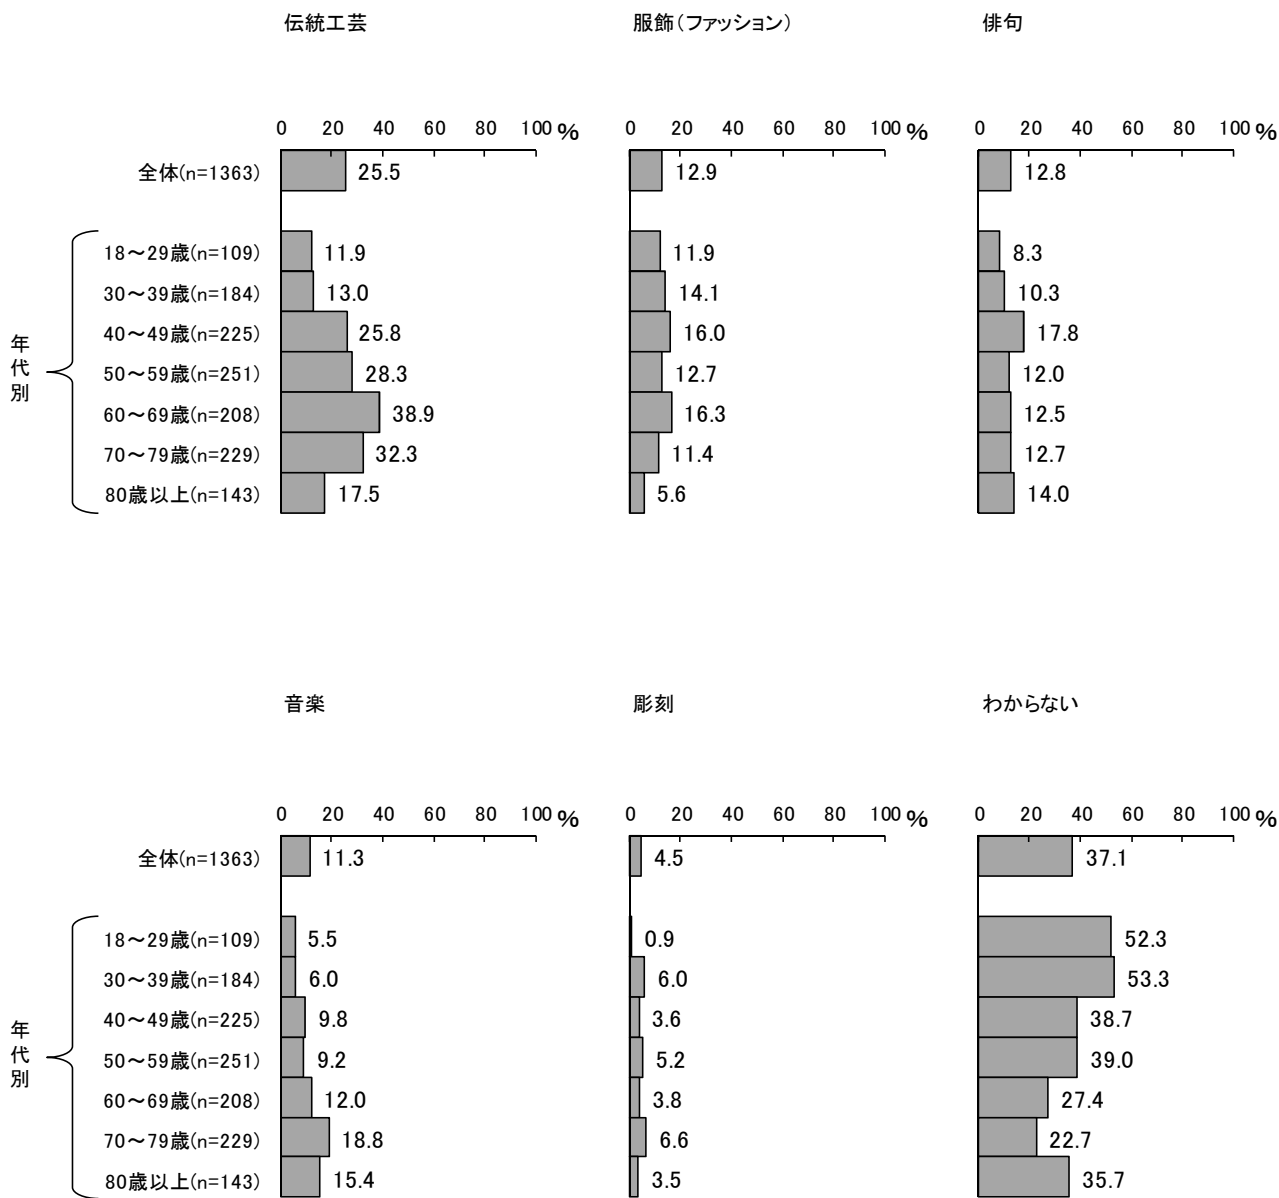 伝統工芸 服飾(ファッション) 俳句
0 20 40 60 80 100 % 0 20 40 60 80 100 % 0 20 40 60 80 100 %
全体(n=1363) 25.5 12.9 12.8
18～29歳(n=109) 11.9 11.9 8.3
30～39歳(n=184) 13.0 14.1 10.3
40～49歳(n=225) 25.8 16.0 17.8
年代別
50～59歳(n=251) 28.3 12.7 12.0
60～69歳(n=208) 38.9 16.3 12.5
70～79歳(n=229) 32.3 11.4 12.7
80歳以上(n=143) 17.5 5.6 14.0
音楽 彫刻 わからない
0 20 40 60 80 100 % 0 20 40 60 80 100 % 0 20 40 60 80 100 %
全体(n=1363) 11.3 4.5 37.1
18～29歳(n=109) 5.5 0.9 52.3
30～39歳(n=184) 6.0 6.0 53.3
40～49歳(n=225) 9.8 3.6 38.7
年代別
50～59歳(n=251) 9.2 5.2 39.0
60～69歳(n=208) 12.0 3.8 27.4
70～79歳(n=229) 18.8 6.6 22.7
80歳以上(n=143) 15.4 3.5 35.7